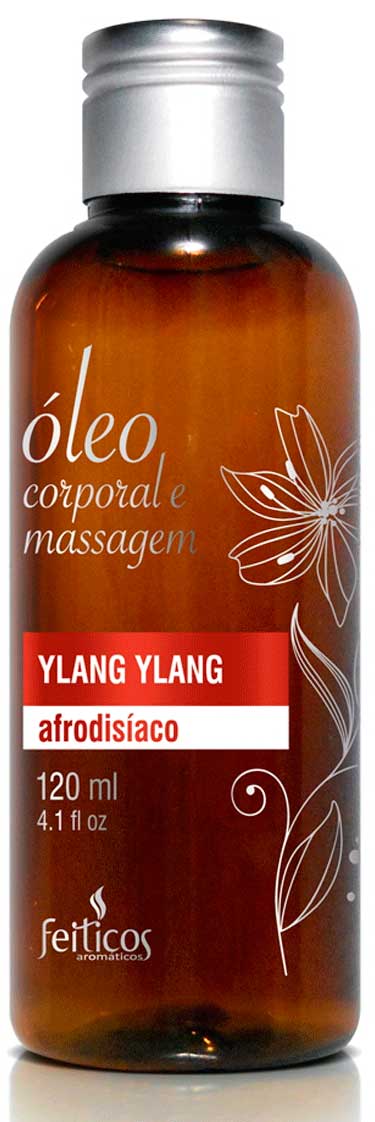 óleo
corporal e
massagem
YLANG YLANG
afrodisíaco
120 ml
4.1 fl oz
feiticos
aromáticos